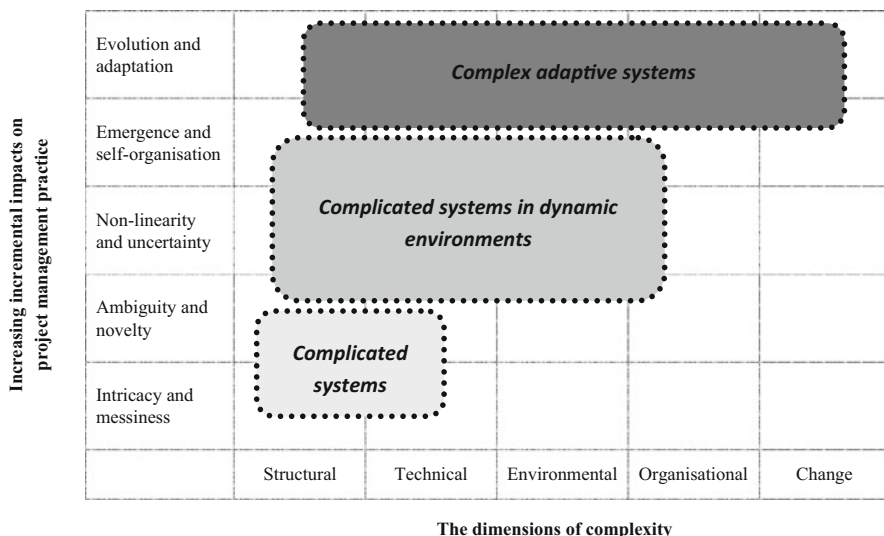 Increasing incremental impacts on
project management practice
Evolution and
adaptation
Complex adaptive systems
Emergence and
self-organisation
Non-linearity
and uncertainty
Complicated systems in dynamic
environments
Ambiguity and
novelty
Complicated
systems
Intricacy and
messiness
Structural
Technical
Environmental
Organisational
Change
The dimensions of complexity